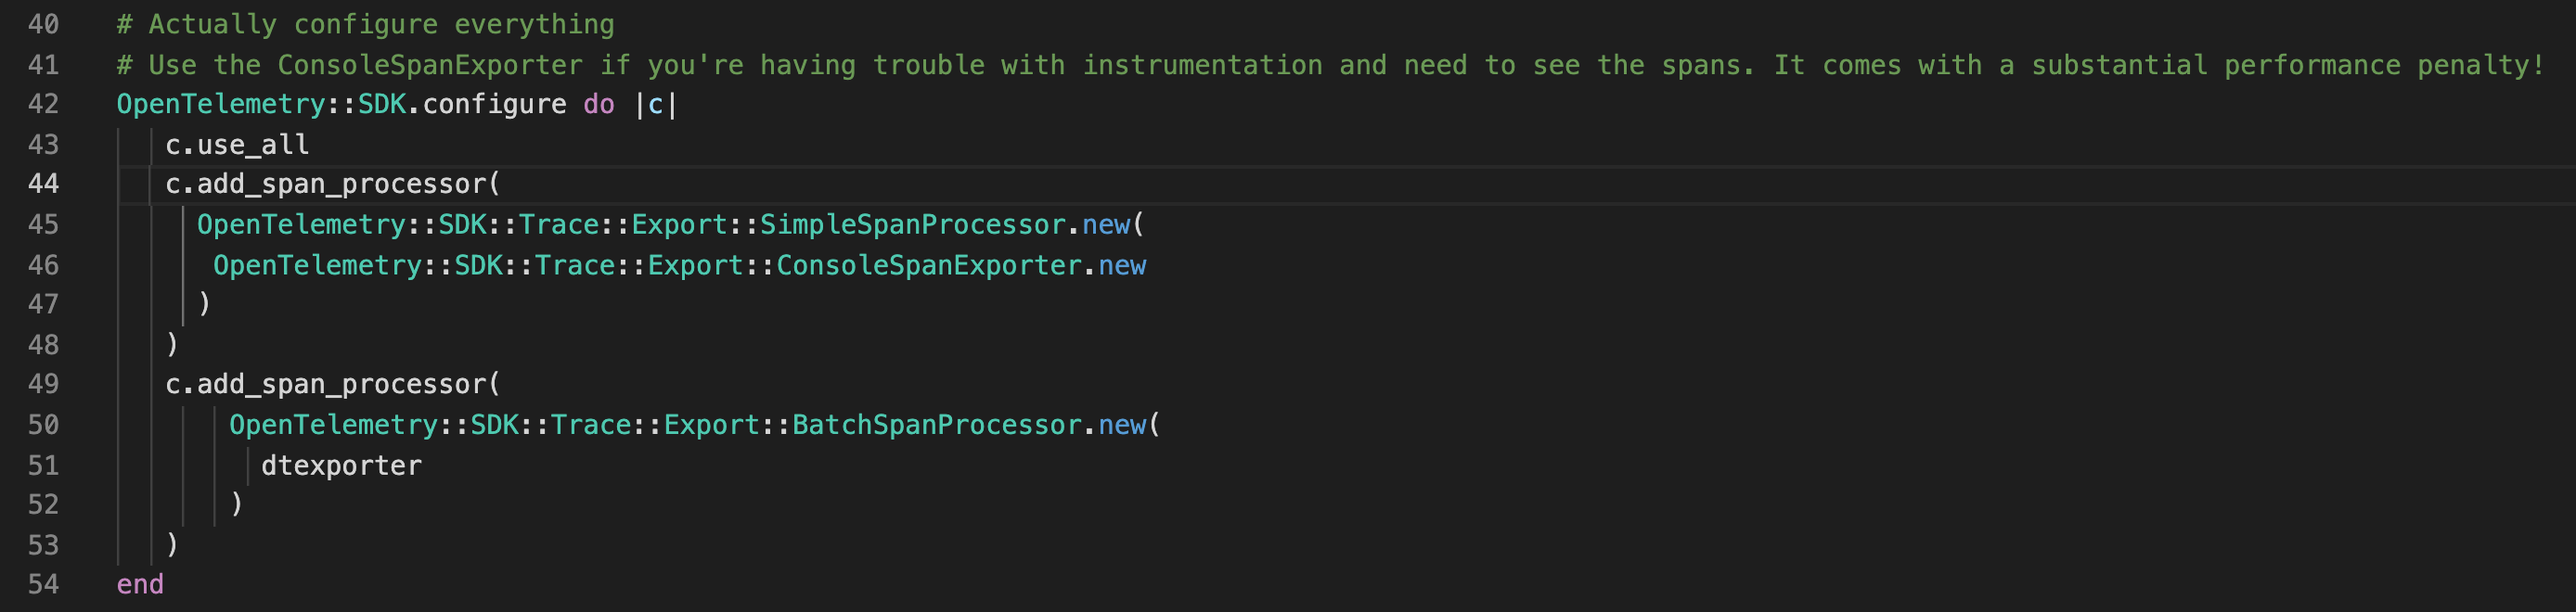 40 # Actually configure everything
41 # Use the ConsoleSpanExporter if you're having trouble with instrumentation and need to see the spans. It comes with a substantial performance penalty!
42 OpenTelemetry::SDK.configure do |c|
43    c.use_all
44    c.add_span_processor(
45      OpenTelemetry::SDK::Trace::Export::SimpleSpanProcessor.new(
46       OpenTelemetry::SDK::Trace::Export::ConsoleSpanExporter.new
47      )
48    )
49    c.add_span_processor(
50        OpenTelemetry::SDK::Trace::Export::BatchSpanProcessor.new(
51          dtexporter
52        )
53    )
54 end